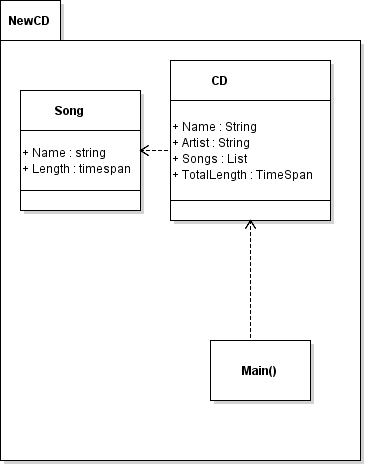 NewCD
Song
+ Name : string
+ Length : timespan
CD
+ Name : String
+ Artist : String
+ Songs : List
+ TotalLength : TimeSpan
Main()